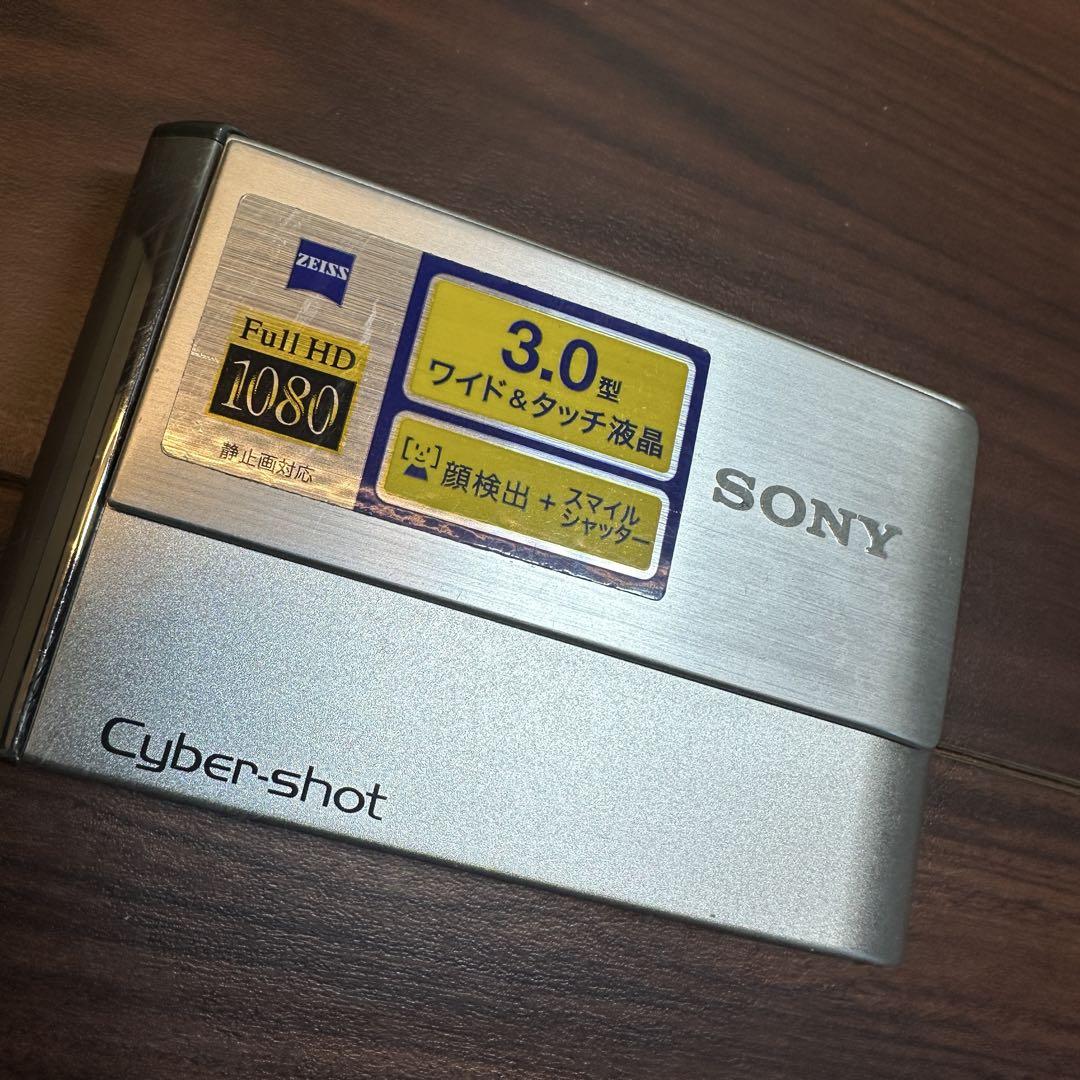 ZEISS
Full HD
1080
静止画対応
3.0型
ワイド&タッチ液晶
顔検出 + スマイル
シャッター
SONY
Cyber-shot